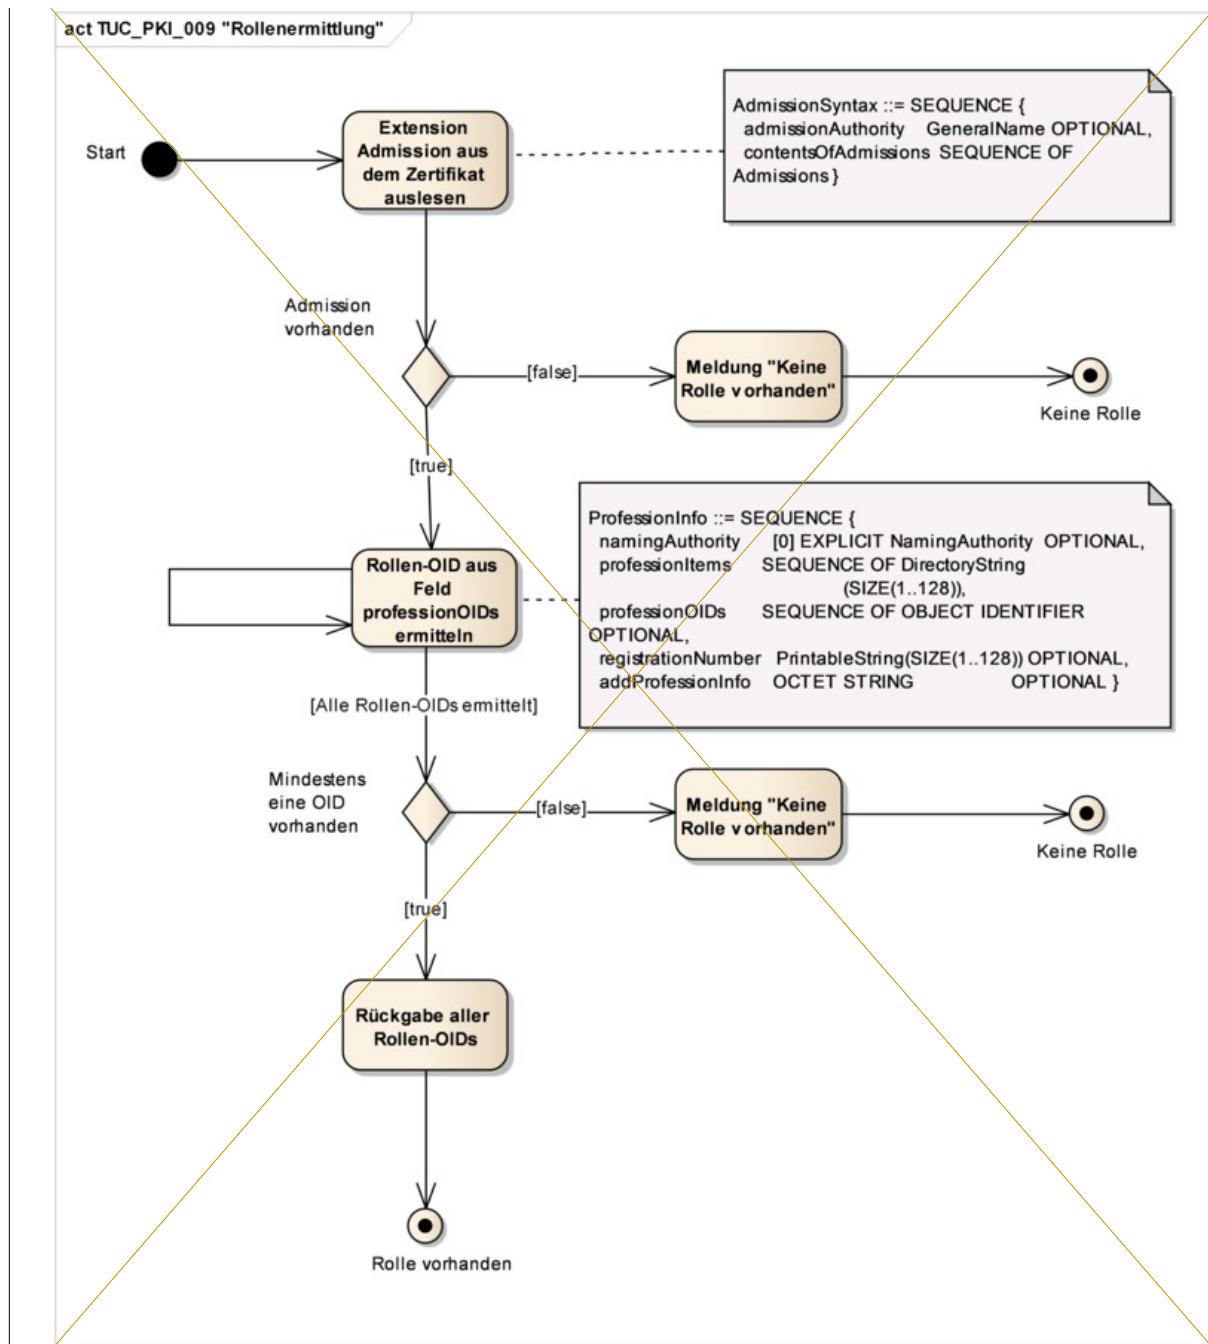 act TUC_PKI_009 "Rollenermittlung"
Start
Extension
Admission aus
dem Zertifikat
auslesen
AdmissionSyntax ::= SEQUENCE {
admissionAuthority GeneralName OPTIONAL,
contentsOfAdmissions SEQUENCE OF
Admissions }
Admission
vorhanden
[false]
Meldung "Keine
Rolle vorhanden"
Keine Rolle
[true]
Rollen-OID aus
Feld
professionOIDs
ermitteln
ProfessionInfo ::= SEQUENCE {
namingAuthority [0] EXPLICIT NamingAuthority OPTIONAL,
professionItems SEQUENCE OF DirectoryString
(SIZE(1..128)),
professionOIDs SEQUENCE OF OBJECT IDENTIFIER
OPTIONAL,
registrationNumber PrintableString(SIZE(1..128)) OPTIONAL,
addProfessionInfo OCTET STRING OPTIONAL }
[Alle Rollen-OIDs ermittelt]
Mindestens
eine OID
vorhanden
[false]
Meldung "Keine
Rolle vorhanden"
Keine Rolle
[true]
Rückgabe aller
Rollen-OIDs
Rolle vorhanden